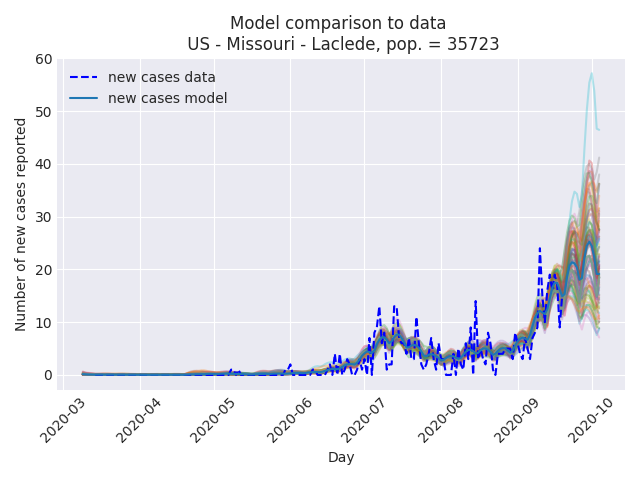 Model comparison to data
US - Missouri - Laclede, pop. = 35723
new cases data
new cases model
Number of new cases reported
60
50
40
30
20
10
0
2020-03
2020-04
2020-05
2020-06
2020-07
2020-08
2020-09
2020-10
Day